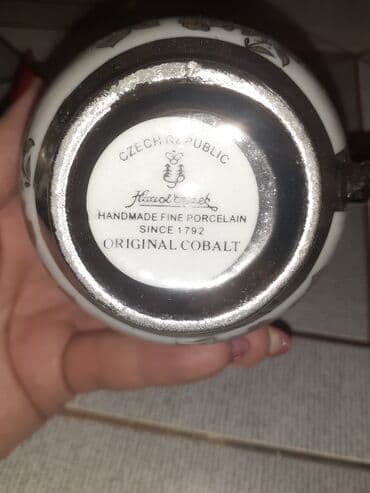 CZECH REPUBLIC
HANDMADE FINE PORCELAIN
SINCE 1792
ORIGINAL COBALT